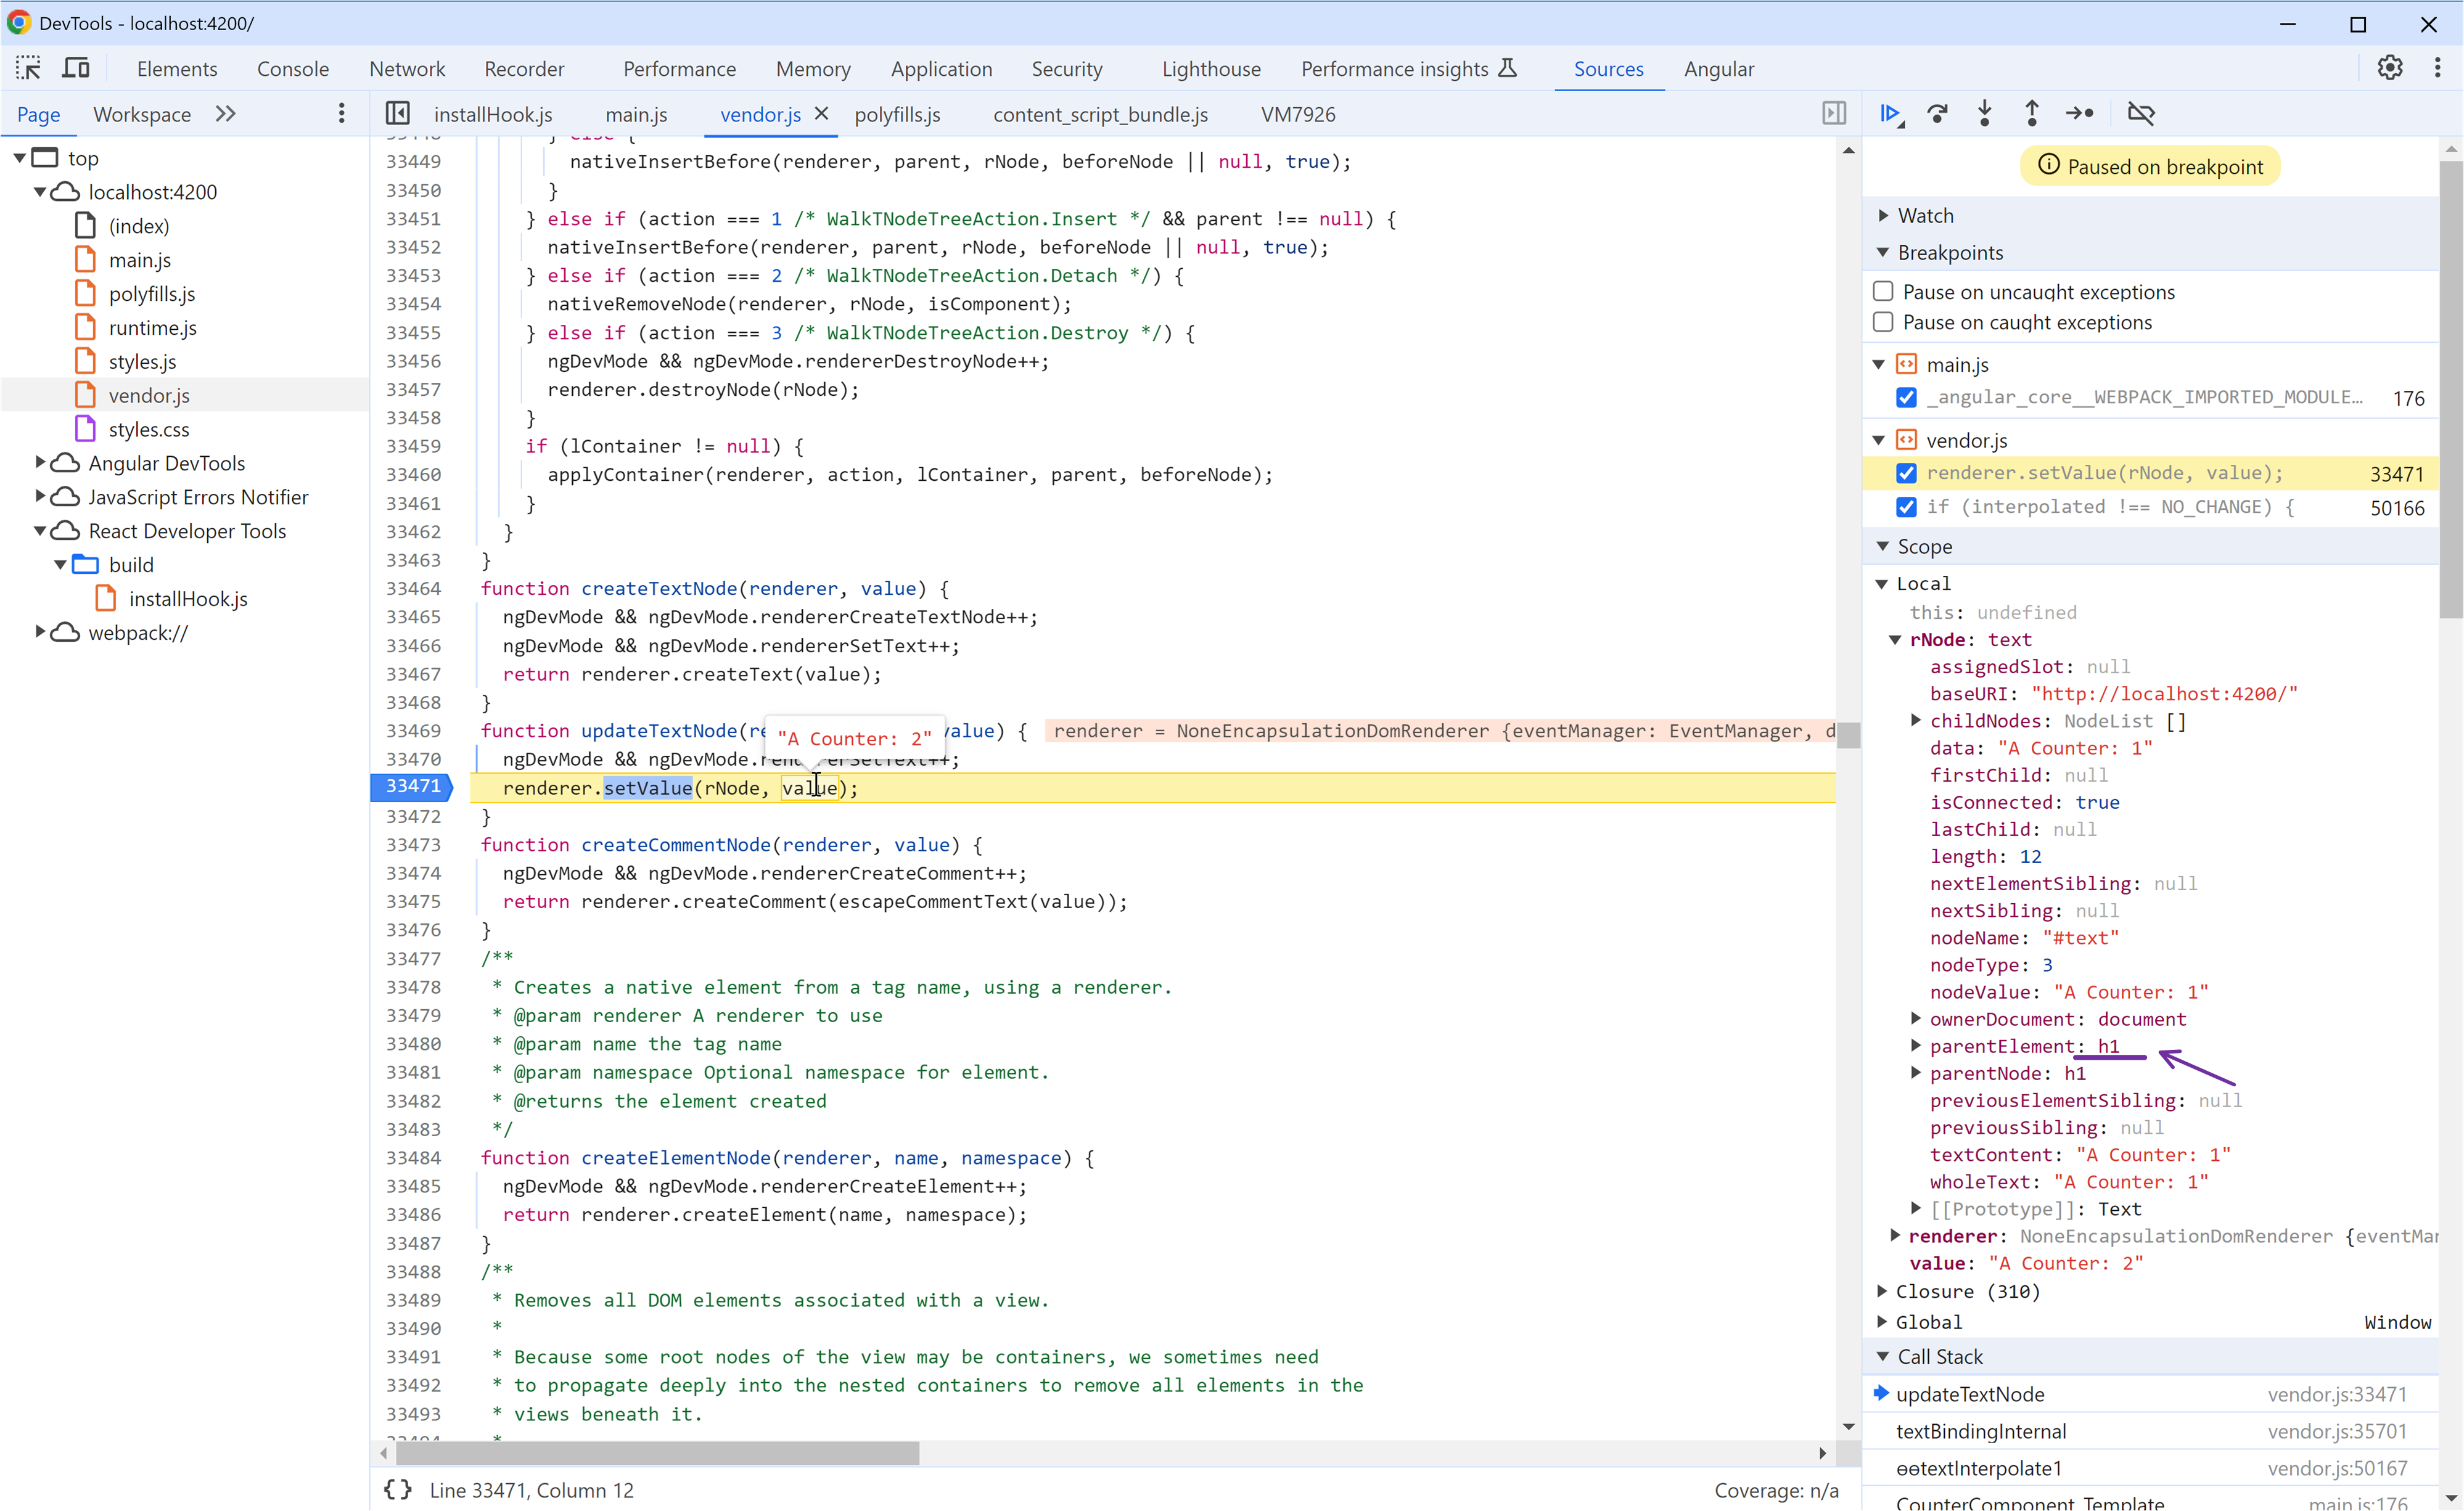 DevTools - localhost:4200/
Elements Console Network Recorder Performance Memory Application Security Lighthouse Performance insights Sources Angular
Page Workspace
installHook.js main.js vendor.js polyfills.js content_script_bundle.js VM7926
top
localhost:4200
(index)
main.js
polyfills.js
runtime.js
styles.js
vendor.js
styles.css
Angular DevTools
JavaScript Errors Notifier
React Developer Tools
build
installHook.js
webpack://
33448 } else {
33449 nativeInsertBefore(renderer, parent, rNode, beforeNode || null, true);
33450 }
33451 } else if (action === 1 /* WalkTNodeTreeAction.Insert */ && parent !== null) {
33452 nativeInsertBefore(renderer, parent, rNode, beforeNode || null, true);
33453 } else if (action === 2 /* WalkTNodeTreeAction.Detach */) {
33454 nativeRemoveNode(renderer, rNode, isComponent);
33455 } else if (action === 3 /* WalkTNodeTreeAction.Destroy */) {
33456 ngDevMode && ngDevMode.rendererDestroyNode++;
33457 renderer.destroyNode(rNode);
33458 }
33459 if (lContainer != null) {
33460 applyContainer(renderer, action, lContainer, parent, beforeNode);
33461 }
33462 }
33463 }
33464 function createTextNode(renderer, value) {
33465 ngDevMode && ngDevMode.rendererCreateTextNode++;
33466 ngDevMode && ngDevMode.rendererSetText++;
33467 return renderer.createText(value);
33468 }
33469 function updateTextNode(re value) { renderer = NoneEncapsulationDomRenderer {eventManager: EventManager, d
"A Counter: 2"
33470 ngDevMode && ngDevMode.rendererSetText++;
33471 renderer.setValue(rNode, value);
33472 }
33473 function createCommentNode(renderer, value) {
33474 ngDevMode && ngDevMode.rendererCreateComment++;
33475 return renderer.createComment(escapeCommentText(value));
33476 }
33477 /**
33478 * Creates a native element from a tag name, using a renderer.
33479 * @param renderer A renderer to use
33480 * @param name the tag name
33481 * @param namespace Optional namespace for element.
33482 * @returns the element created
33483 */
33484 function createElementNode(renderer, name, namespace) {
33485 ngDevMode && ngDevMode.rendererCreateElement++;
33486 return renderer.createElement(name, namespace);
33487 }
33488 /**
33489 * Removes all DOM elements associated with a view.
33490 *
33491 * Because some root nodes of the view may be containers, we sometimes need
33492 * to propagate deeply into the nested containers to remove all elements in the
33493 * views beneath it.
33494 *
{} Line 33471, Column 12 Coverage: n/a
Paused on breakpoint
Watch
Breakpoints
Pause on uncaught exceptions
Pause on caught exceptions
main.js
_angular_core__WEBPACK_IMPORTED_MODULE… 176
vendor.js
renderer.setValue(rNode, value); 33471
if (interpolated !== NO_CHANGE) { 50166
Scope
Local
this: undefined
rNode: text
assignedSlot: null
baseURI: "http://localhost:4200/"
childNodes: NodeList []
data: "A Counter: 1"
firstChild: null
isConnected: true
lastChild: null
length: 12
nextElementSibling: null
nextSibling: null
nodeName: "#text"
nodeType: 3
nodeValue: "A Counter: 1"
ownerDocument: document
parentElement: h1
parentNode: h1
previousElementSibling: null
previousSibling: null
textContent: "A Counter: 1"
wholeText: "A Counter: 1"
[[Prototype]]: Text
renderer: NoneEncapsulationDomRenderer {eventMar
value: "A Counter: 2"
Closure (310)
Global Window
Call Stack
updateTextNode vendor.js:33471
textBindingInternal vendor.js:35701
ɵɵtextInterpolate1 vendor.js:50167
CounterComponent_Template main.js:176